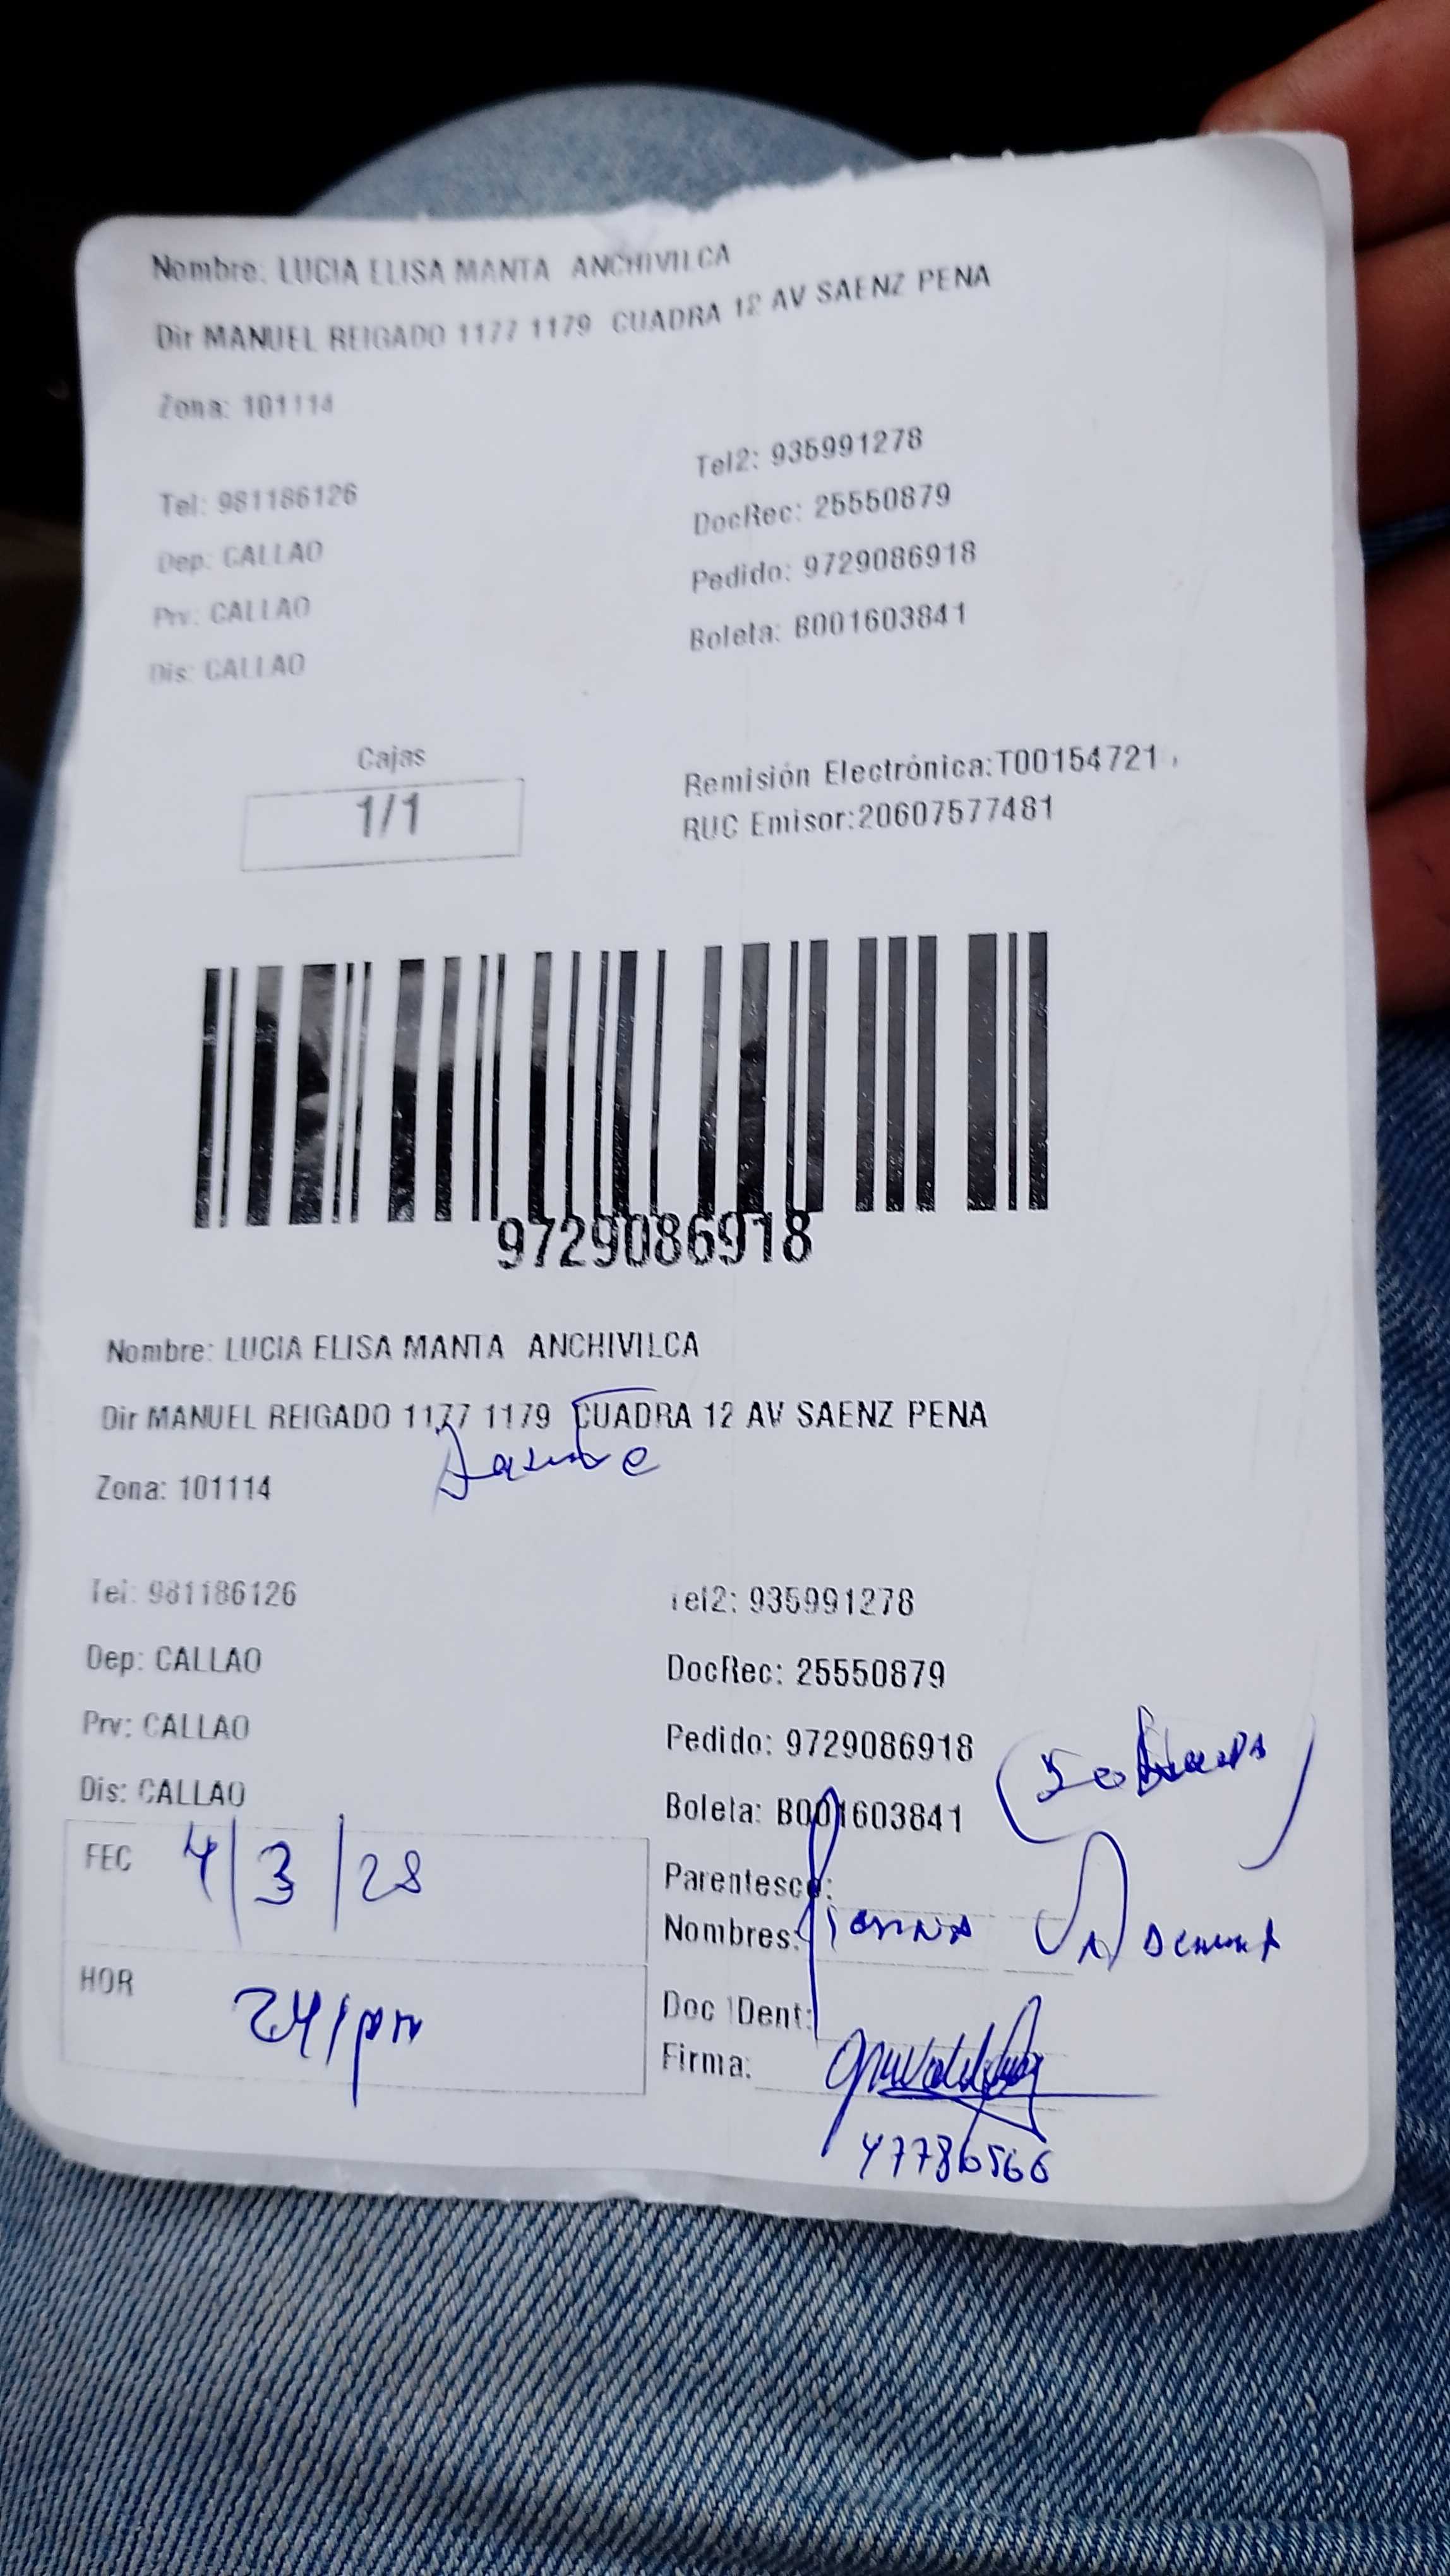 Nombre: LUCIA ELISA MANTA ANCHIVILCA
Dir MANUEL REIGADO 1177 1179 CUADRA 12 AV SAENZ PENA
Zona: 101114
Tel: 981186126 Tel2: 935991278
Dep: CALLAO DocRec: 25550879
Prv: CALLAO Pedido: 9729086918
Dis: CALLAO Boleta: B001603841
Cajas
1/1
Remisión Electrónica:T00154721
RUC Emisor:20607577481
9729086918
Nombre: LUCIA ELISA MANTA ANCHIVILCA
Dir MANUEL REIGADO 1177 1179 CUADRA 12 AV SAENZ PENA
Zona: 101114
Tel: 981186126 Tel2: 935991278
Dep: CALLAO DocRec: 25550879
Prv: CALLAO Pedido: 9729086918
Dis: CALLAO Boleta: B001603841
FEC 4/3/
Parentesco:
Nombres:
HOR
Doc IDent:
Firma:
47786566